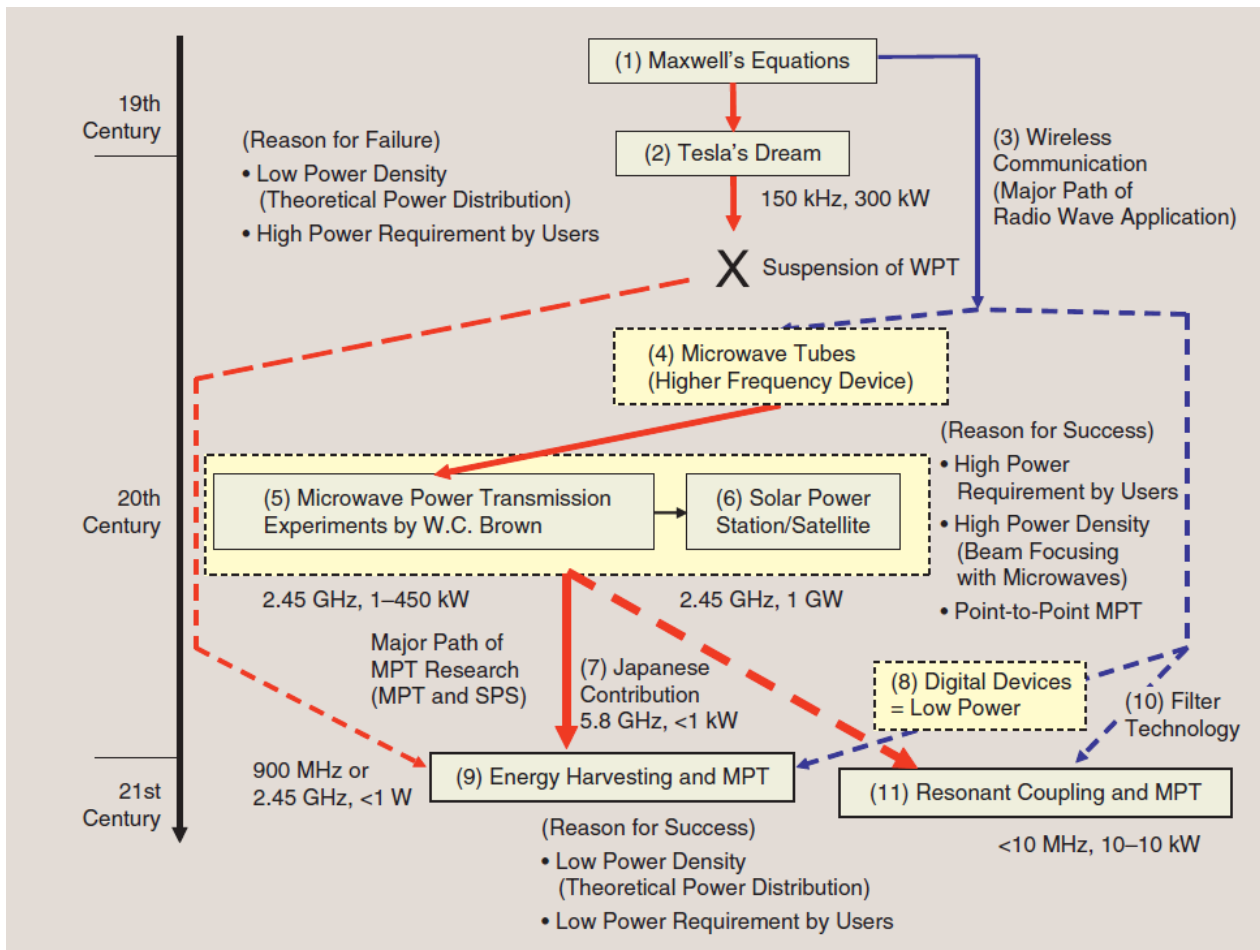 (1) Maxwell's Equations
19th
Century
(Reason for Failure)
• Low Power Density
(Theoretical Power Distribution)
• High Power Requirement by Users
(2) Tesla's Dream
150 kHz, 300 kW
(3) Wireless
Communication
(Major Path of
Radio Wave Application)
X
Suspension of WPT
(4) Microwave Tubes
(Higher Frequency Device)
20th
Century
(5) Microwave Power Transmission
Experiments by W.C. Brown
(6) Solar Power
Station/Satellite
(Reason for Success)
• High Power
Requirement by Users
• High Power Density
(Beam Focusing
with Microwaves)
• Point-to-Point MPT
2.45 GHz, 1–450 kW
2.45 GHz, 1 GW
Major Path of
MPT Research
(MPT and SPS)
(7) Japanese
Contribution
5.8 GHz, <1 kW
(8) Digital Devices
= Low Power
(10) Filter
Technology
21st
Century
900 MHz or
2.45 GHz, <1 W
(9) Energy Harvesting and MPT
(11) Resonant Coupling and MPT
<10 MHz, 10–10 kW
(Reason for Success)
• Low Power Density
(Theoretical Power Distribution)
• Low Power Requirement by Users